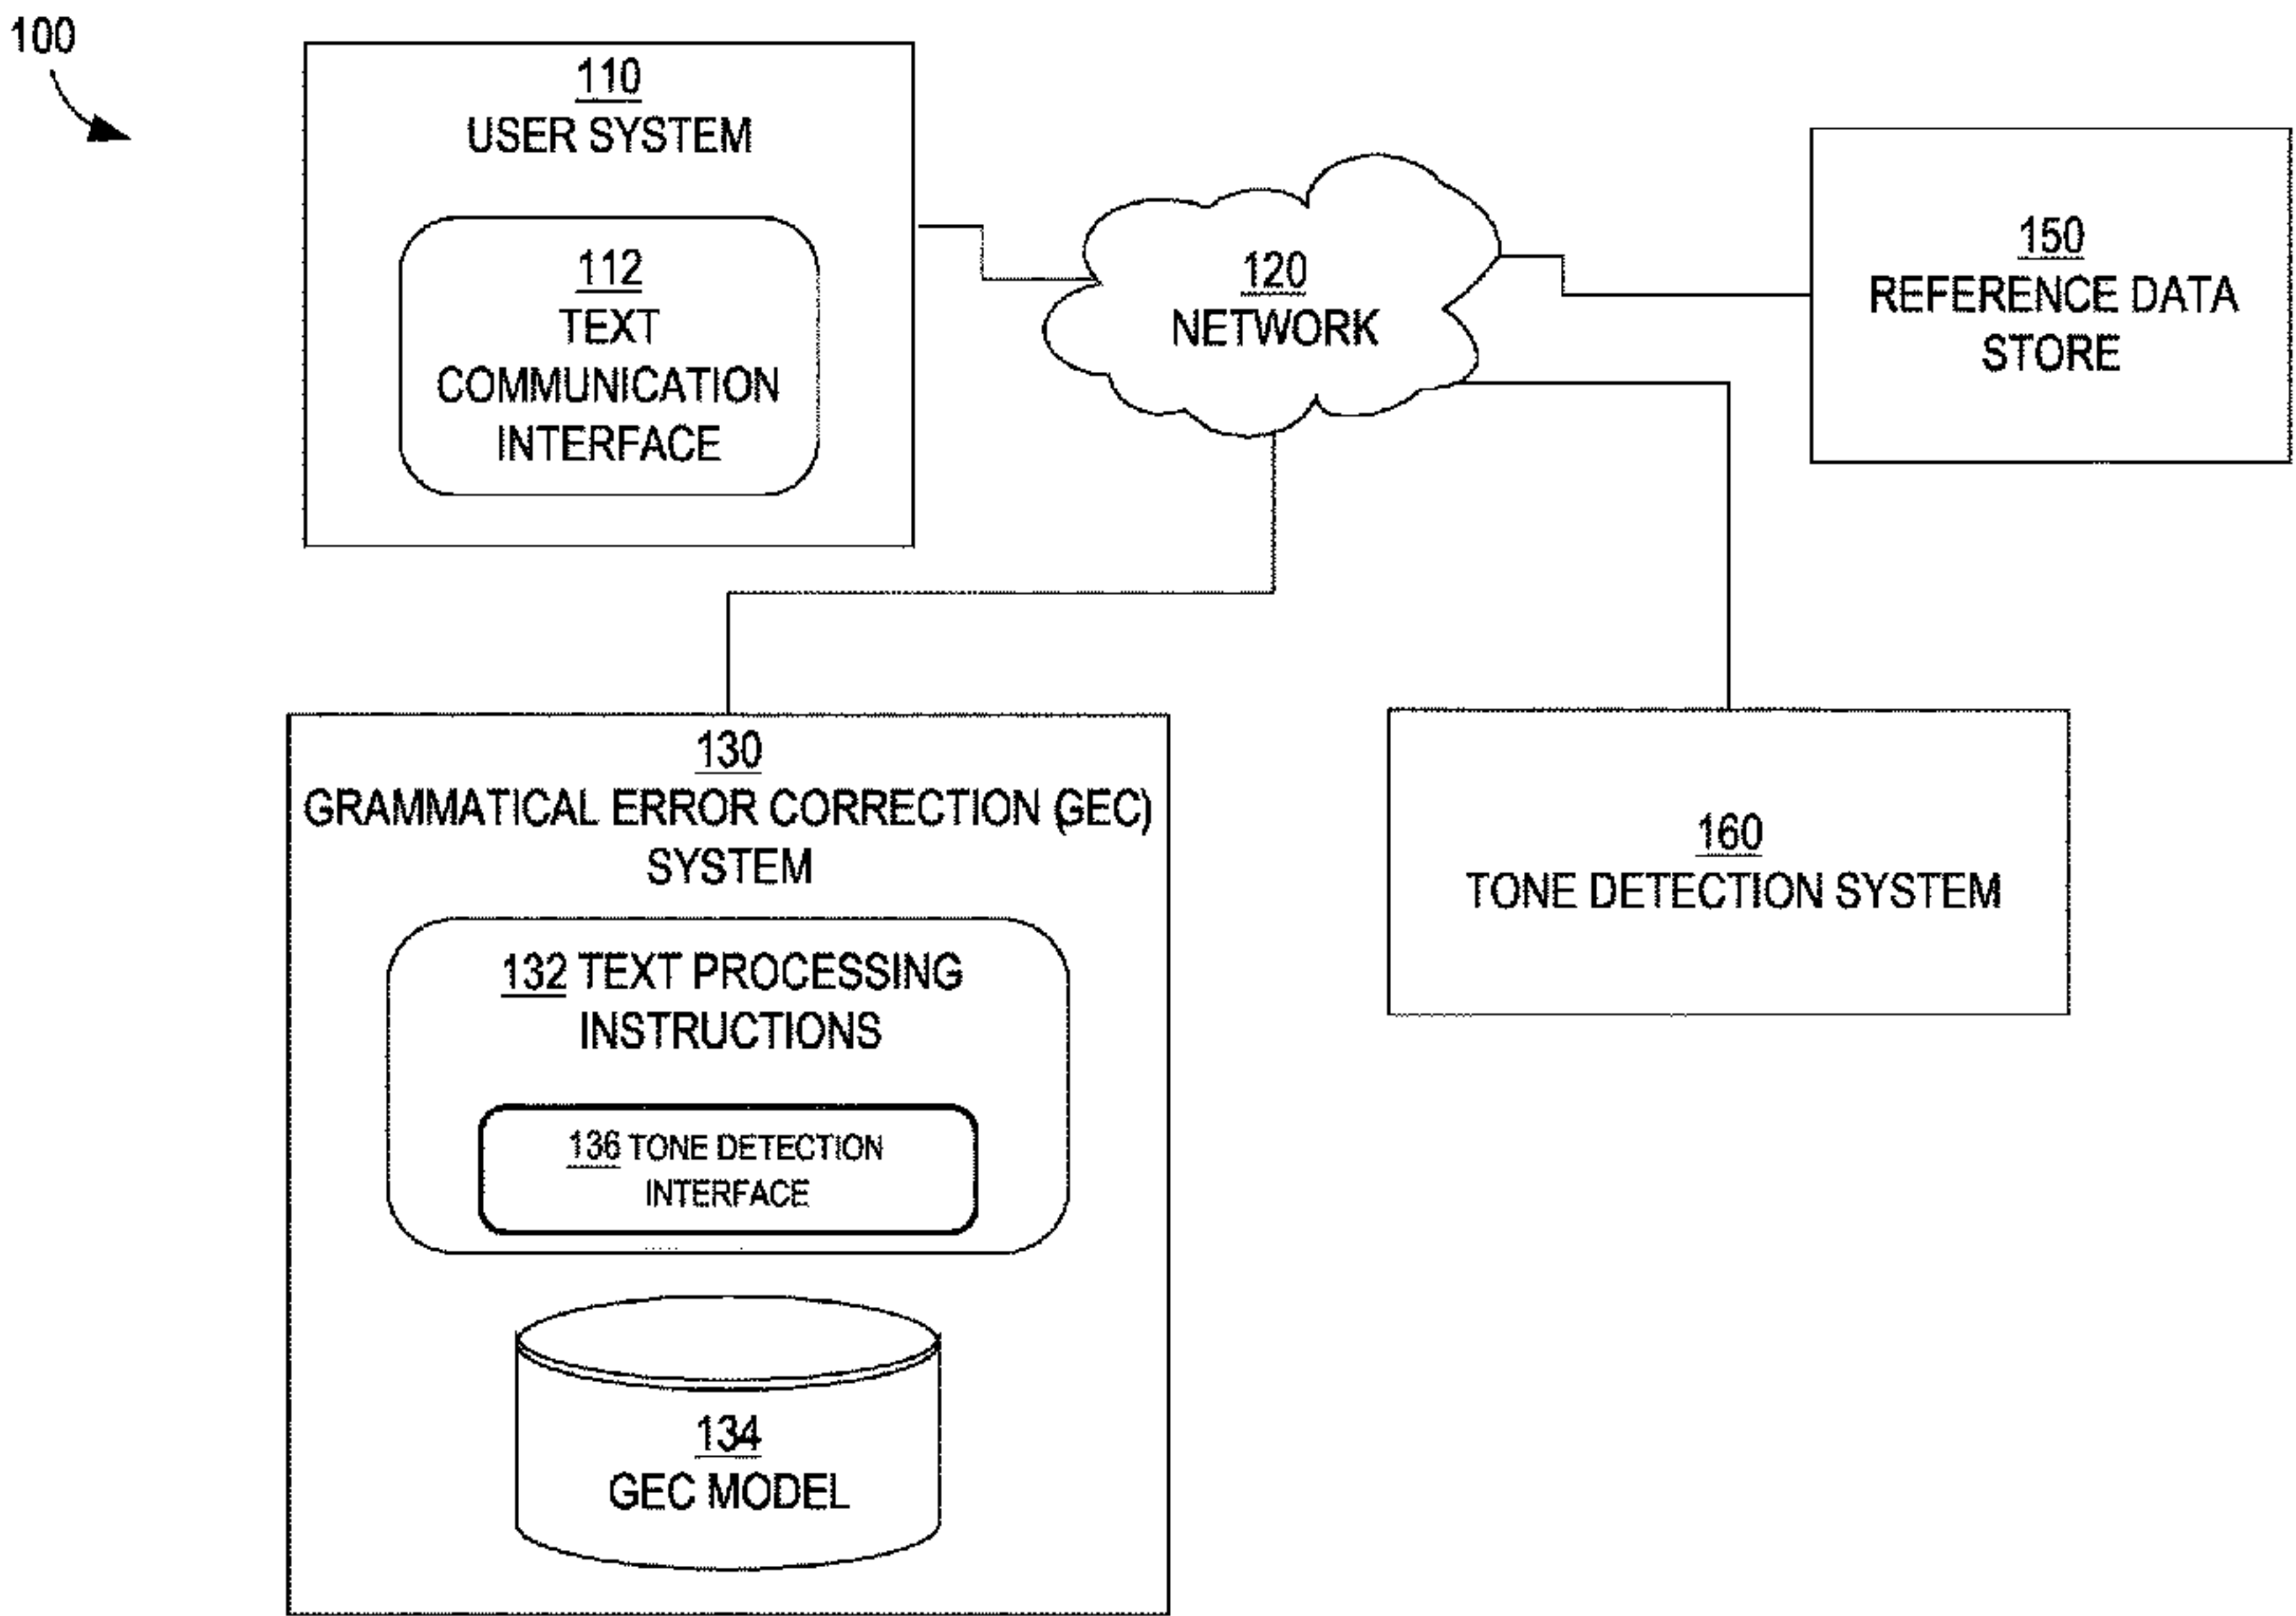 100
110
USER SYSTEM
112
TEXT
COMMUNICATION
INTERFACE
120
NETWORK
150
REFERENCE DATA
STORE
130
GRAMMATICAL ERROR CORRECTION (GEC)
SYSTEM
132 TEXT PROCESSING
INSTRUCTIONS
136 TONE DETECTION
INTERFACE
134
GEC MODEL
160
TONE DETECTION SYSTEM